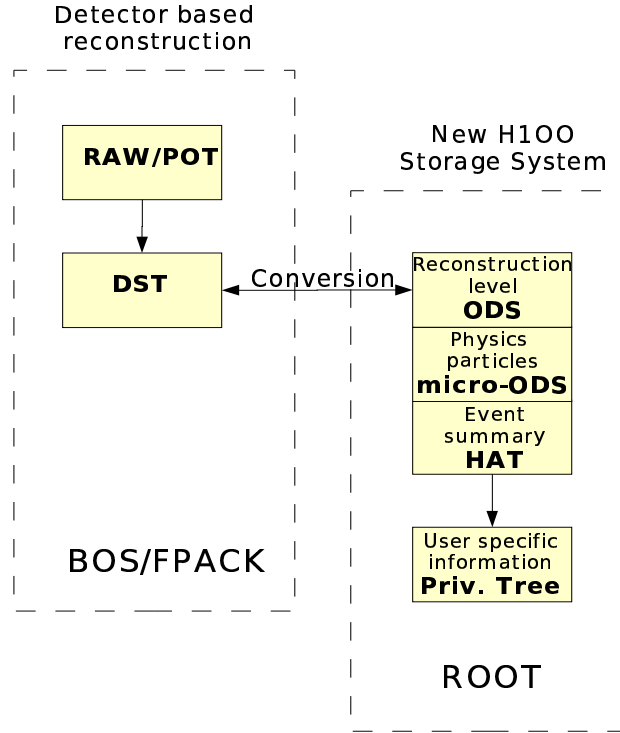 Detector based
reconstruction
RAW/POT
DST
BOS/FPACK
Conversion
New H1OO
Storage System
Reconstruction
level
ODS
Physics
particles
micro-ODS
Event
summary
HAT
User specific
information
Priv. Tree
ROOT